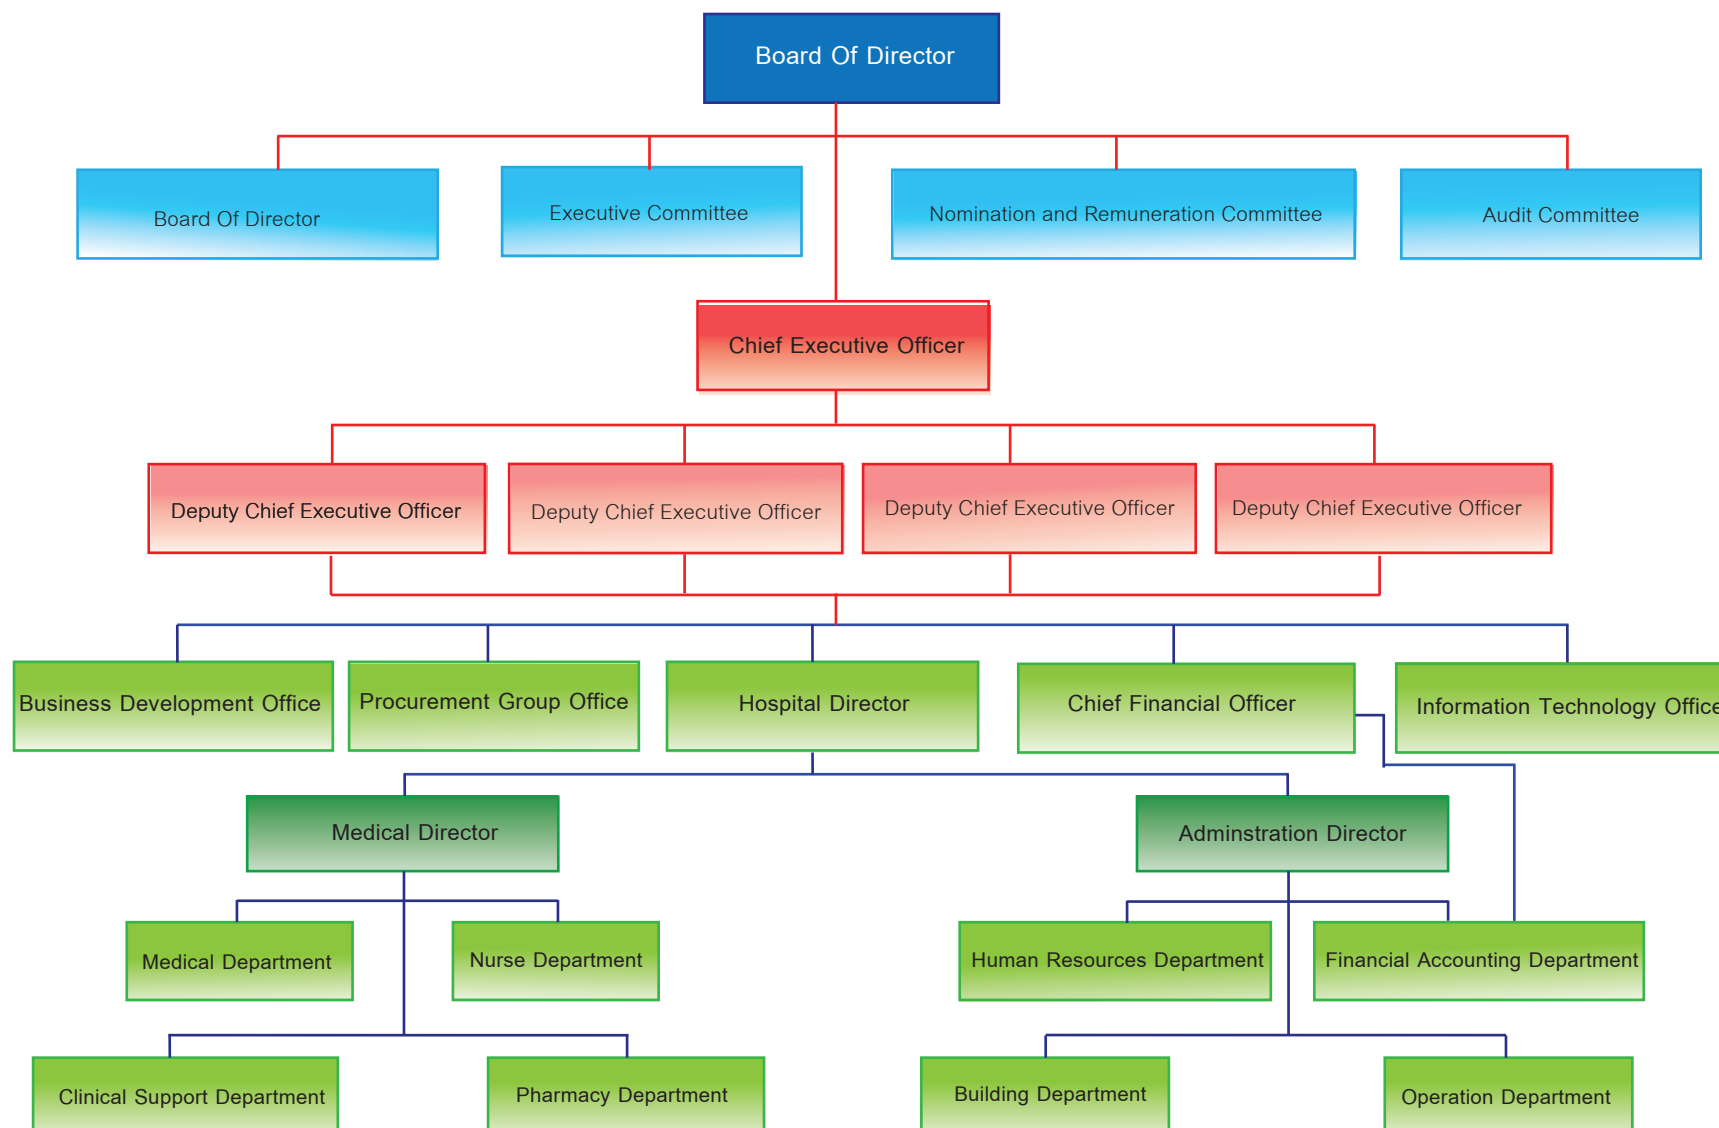 Board Of Director
Board Of Director
Executive Committee
Nomination and Remuneration Committee
Audit Committee
Chief Executive Officer
Deputy Chief Executive Officer
Deputy Chief Executive Officer
Deputy Chief Executive Officer
Deputy Chief Executive Officer
Business Development Office
Procurement Group Office
Hospital Director
Chief Financial Officer
Information Technology Office
Medical Director
Adminstration Director
Medical Department
Nurse Department
Human Resources Department
Financial Accounting Department
Clinical Support Department
Pharmacy Department
Building Department
Operation Department